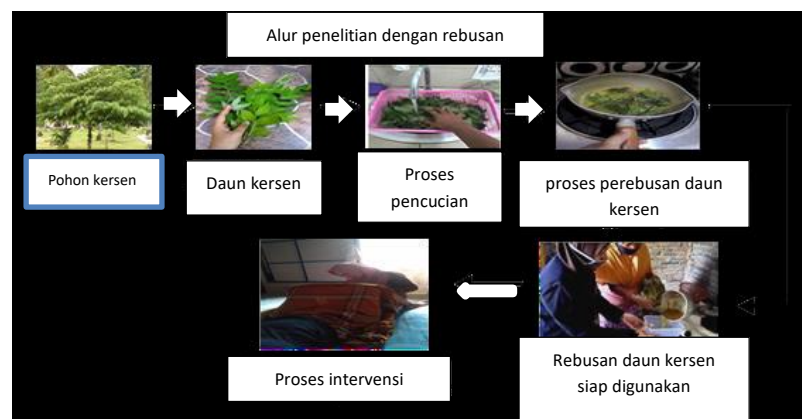 Alur penelitian dengan rebusan
Pohon kersen
Daun kersen
Proses
pencucian
proses perebusan daun
kersen
Proses intervensi
Rebusan daun kersen
siap digunakan